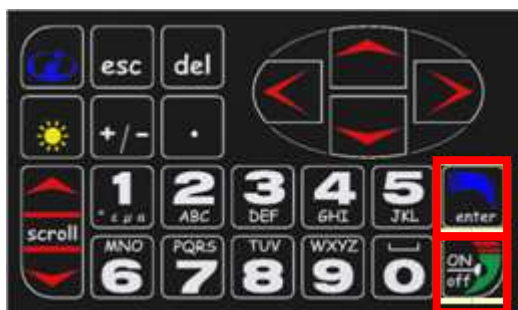 esc del
+/- .
1 2 3 4 5
ABC DEF GHI JKL enter
scroll
MNO PQRS TUV WXYZ
6 7 8 9 0
ON
off